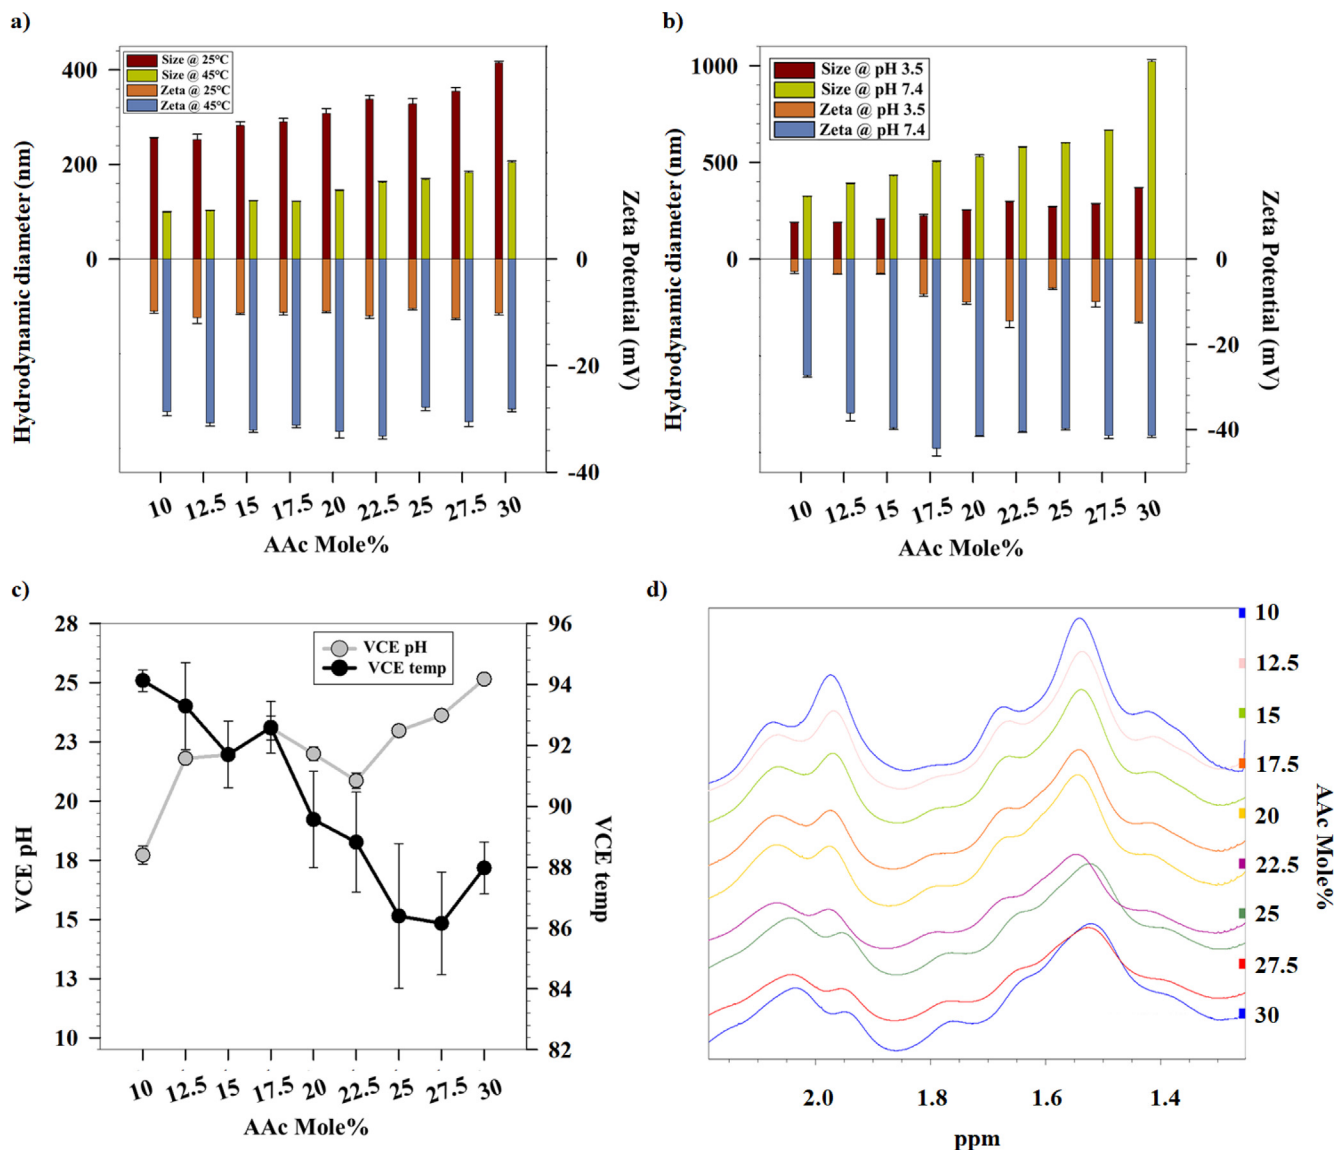 a)
Size @ 25°C
Size @ 45°C
Zeta @ 25°C
Zeta @ 45°C
400
200
0
Hydrodynamic diameter (nm)
0
-20
-40
Zeta Potential (mV)
10 12.5 15 17.5 20 22.5 25 27.5 30
AAc Mole%
b)
Size @ pH 3.5
Size @ pH 7.4
Zeta @ pH 3.5
Zeta @ pH 7.4
1000
500
0
Hydrodynamic diameter (nm)
0
-20
-40
Zeta Potential (mV)
10 12.5 15 17.5 20 22.5 25 27.5 30
AAc Mole%
c)
VCE pH
VCE temp
28
25
23
20
18
15
13
10
VCE pH
96
94
92
90
88
86
84
82
VCE temp
10 12.5 15 17.5 20 22.5 25 27.5 30
AAc Mole%
d)
10
12.5
15
17.5
20
22.5
25
27.5
30
AAc Mole%
2.0 1.8 1.6 1.4
ppm